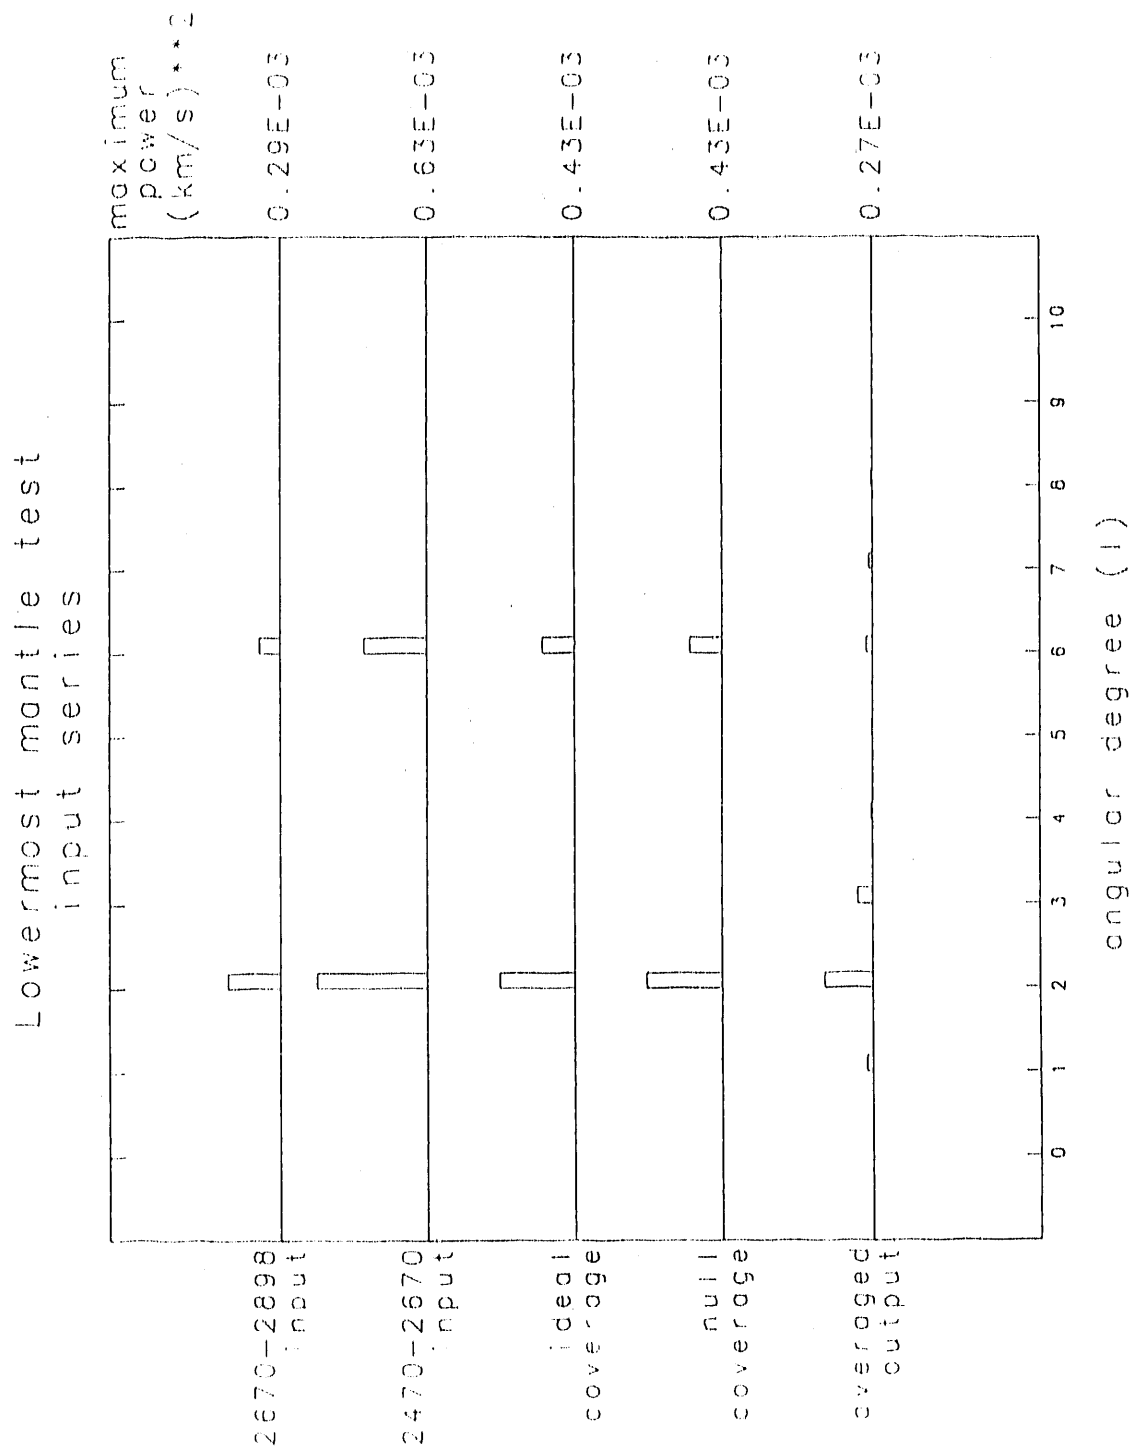 Lowermost mantle test
input series
maximum
power
(km/s)**2
2670-2898
input
0.29E-03
2470-2670
input
0.63E-03
ideal
coverage
0.43E-03
null
coverage
0.43E-03
averaged
output
0.27E-03
0 1 2 3 4 5 6 7 8 9 10
angular degree (l)